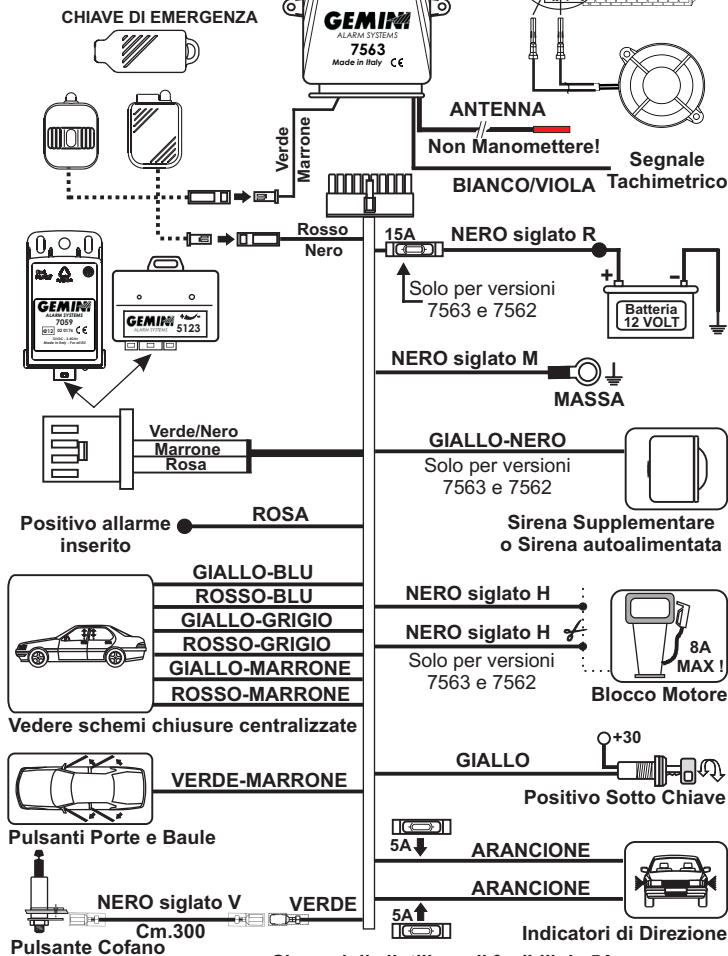 CHIAVE DI EMERGENZA
GEMINI
ALARM SYSTEMS
7563
Made in Italy CE
ANTENNA
Non Manomettere!
Segnale
Tachimetrico
BIANCO/VIOLA
Verde
Marrone
Rosso
Nero
15A
NERO siglato R
Solo per versioni
7563 e 7562
+ –
Batteria
12 VOLT
GEMINI
ALARM SYSTEMS
7059
GEMINI
ALARM SYSTEMS
5123
NERO siglato M
MASSA
Verde/Nero
Marrone
Rosa
GIALLO-NERO
Solo per versioni
7563 e 7562
Sirena Supplementare
o Sirena autoalimentata
Positivo allarme
inserito
ROSA
GIALLO-BLU
ROSSO-BLU
GIALLO-GRIGIO
ROSSO-GRIGIO
GIALLO-MARRONE
ROSSO-MARRONE
Vedere schemi chiusure centralizzate
NERO siglato H
NERO siglato H
Solo per versioni
7563 e 7562
8A
MAX !
Blocco Motore
+30
GIALLO
Positivo Sotto Chiave
VERDE-MARRONE
Pulsanti Porte e Baule
5A
ARANCIONE
ARANCIONE
5A
Indicatori di Direzione
NERO siglato V
Cm.300
VERDE
Pulsante Cofano